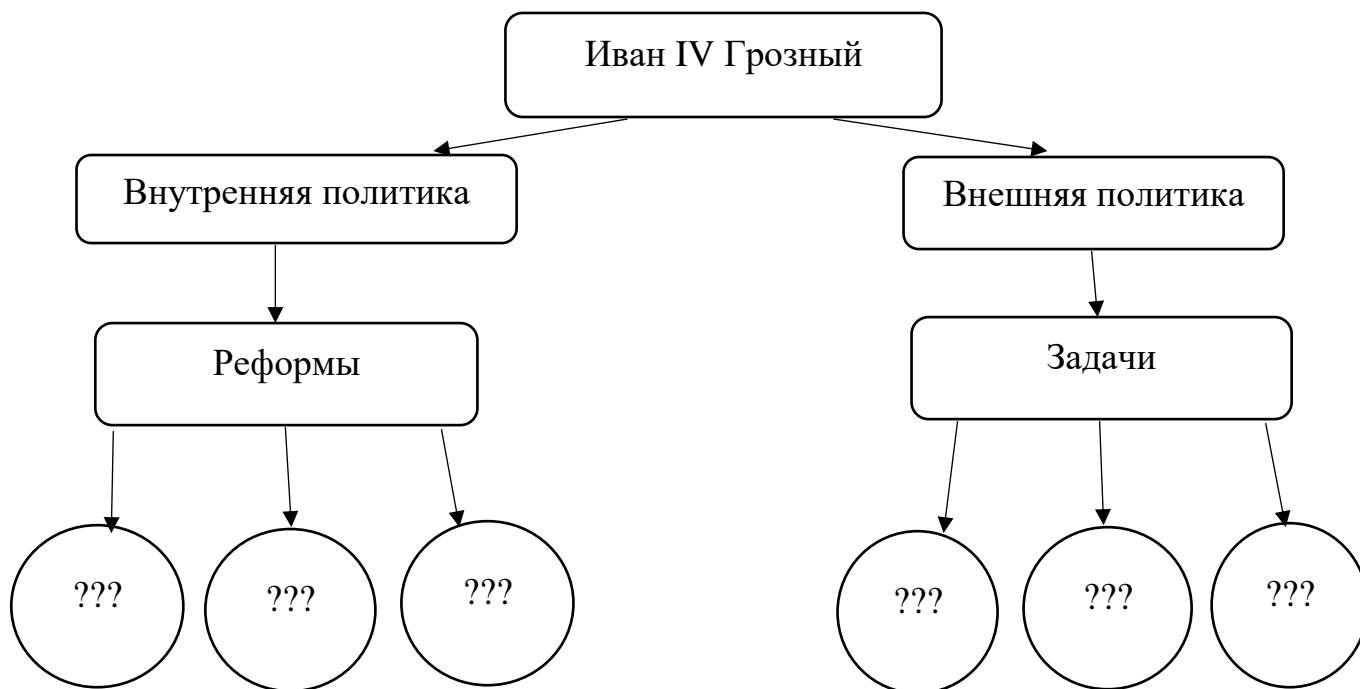 Иван IV Грозный
Внутренняя политика
Внешняя политика
Реформы
Задачи
???
???
???
???
???
???